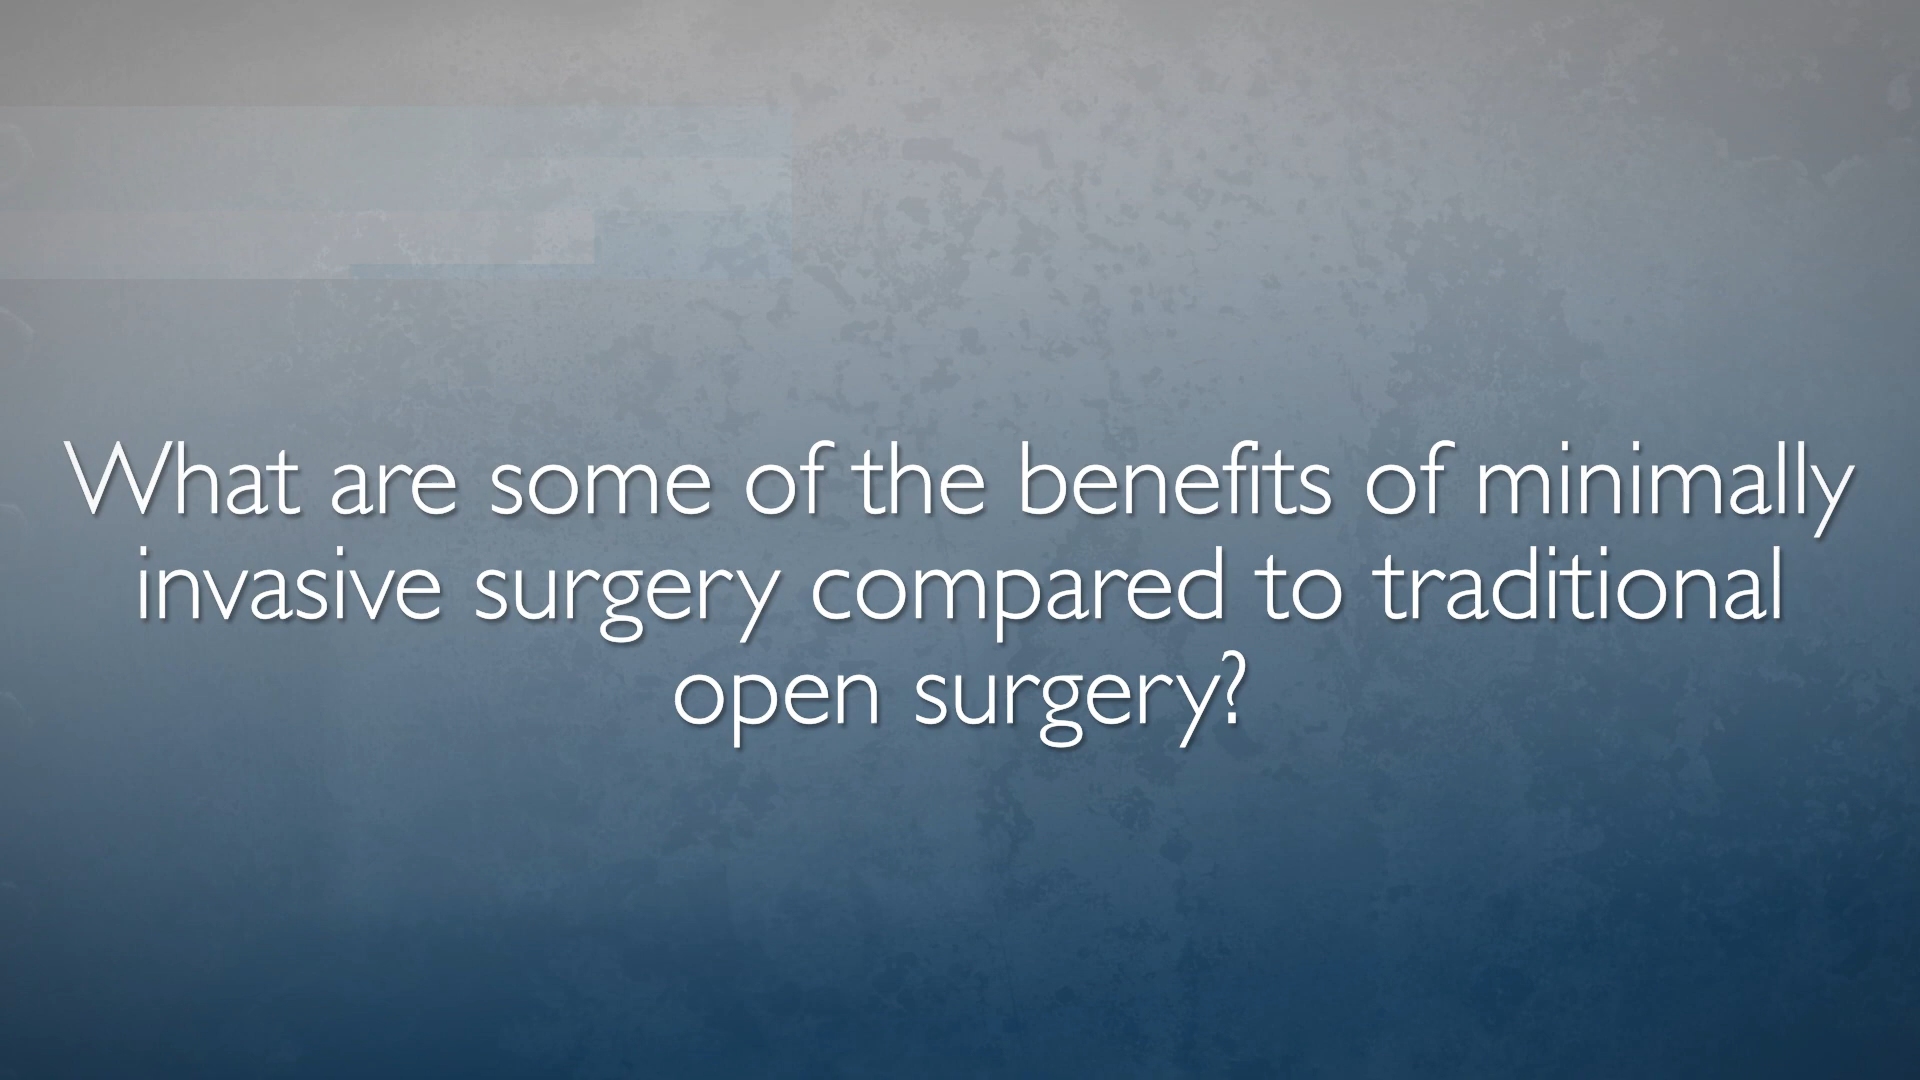 What are some of the benefits of minimally
invasive surgery compared to traditional
open surgery?